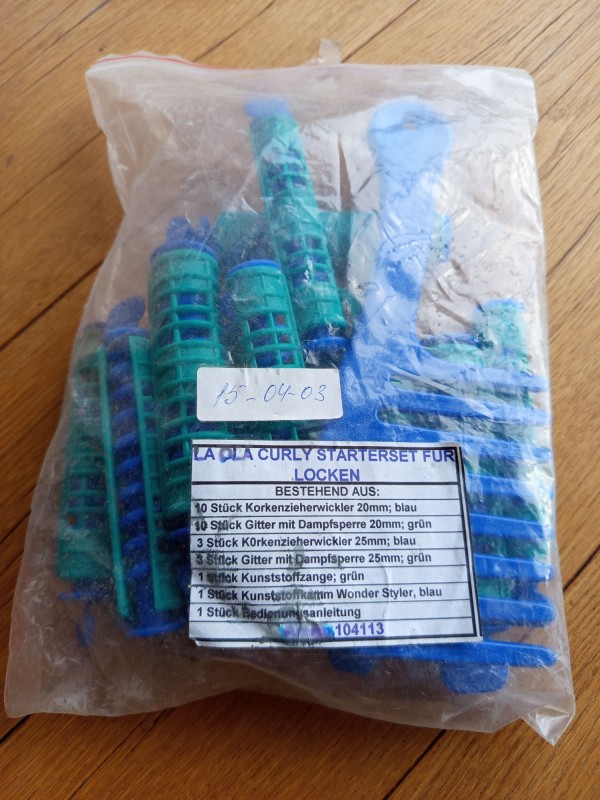 15-04-03
LA OLA CURLY STARTERSET FÜR
LOCKEN
BESTEHEND AUS:
10 Stück Korkenzieherwickler 20mm; blau
10 Stück Gitter mit Dampfsperre 20mm; grün
3 Stück K0rkenzieherwickler 25mm; blau
3 Stück Gitter mit Dampfsperre 25mm; grün
1 Stück Kunststoffzange; grün
1 Stück Kunststoffkamm Wonder Styler, blau
1 Stück Bedienungsanleitung
104113